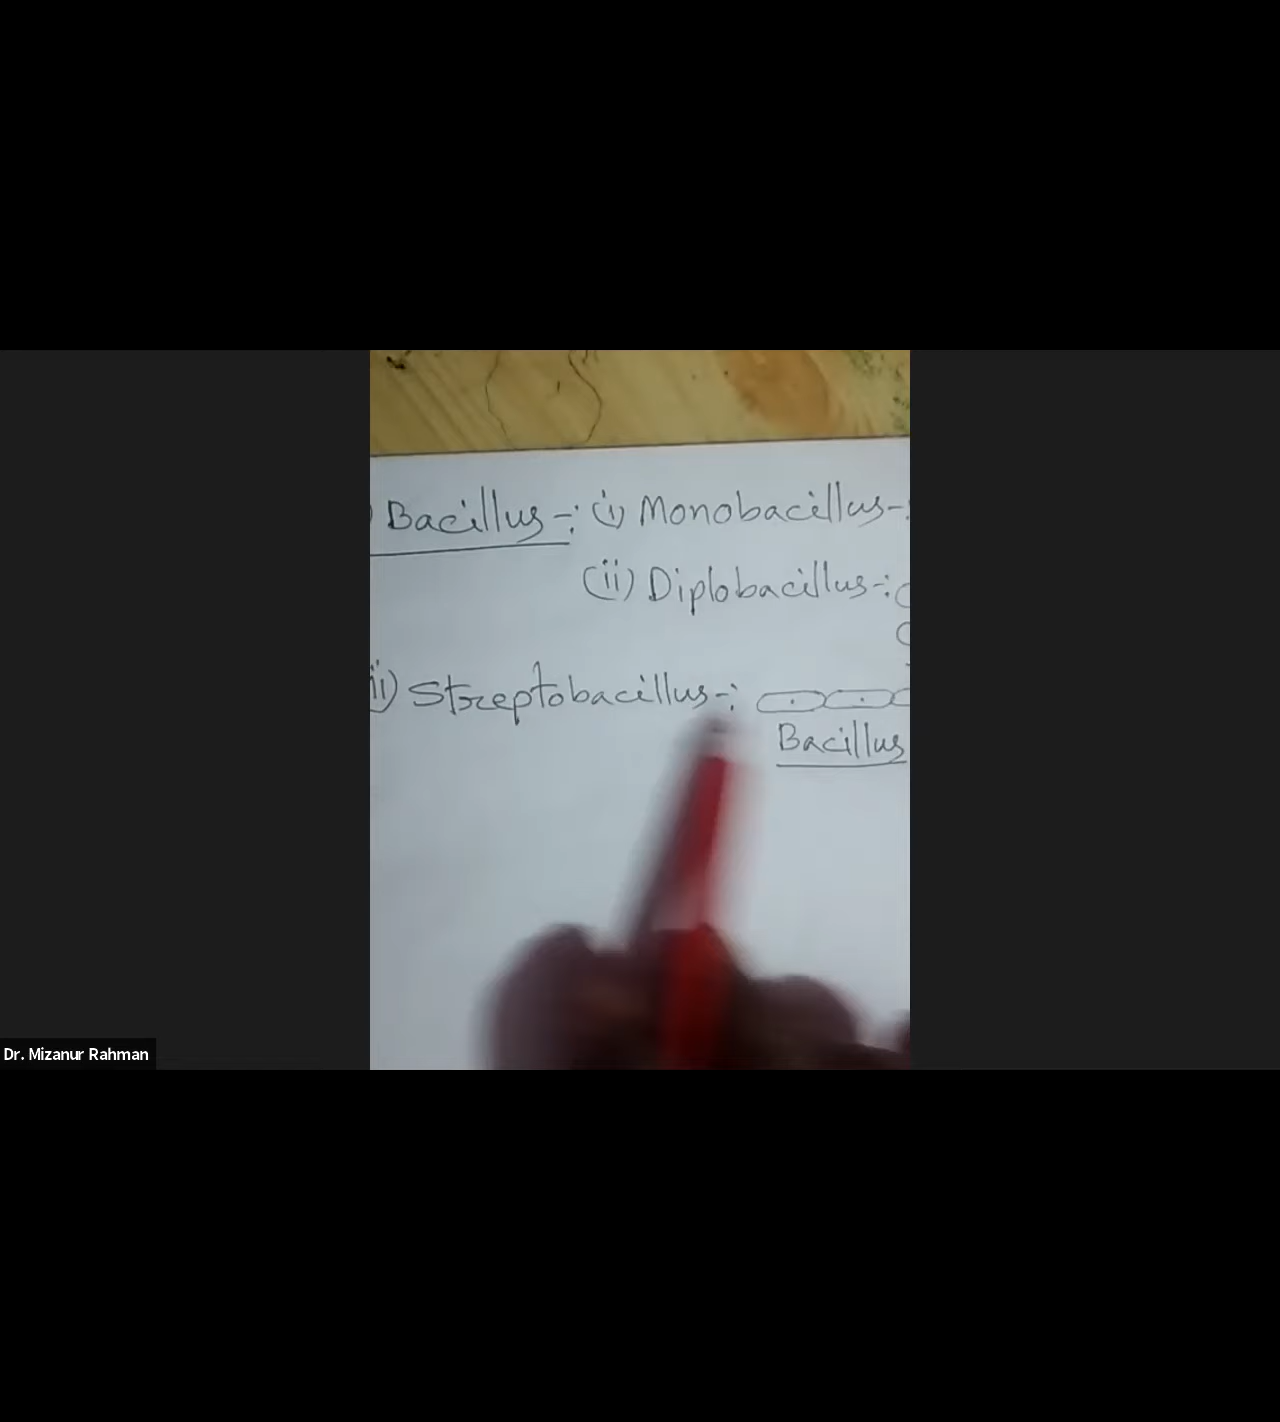 Bacillus -: (i) Monobacillus -:
(ii) Diplobacillus -:
ii) Streptobacillus -:
Bacillus
Dr. Mizanur Rahman